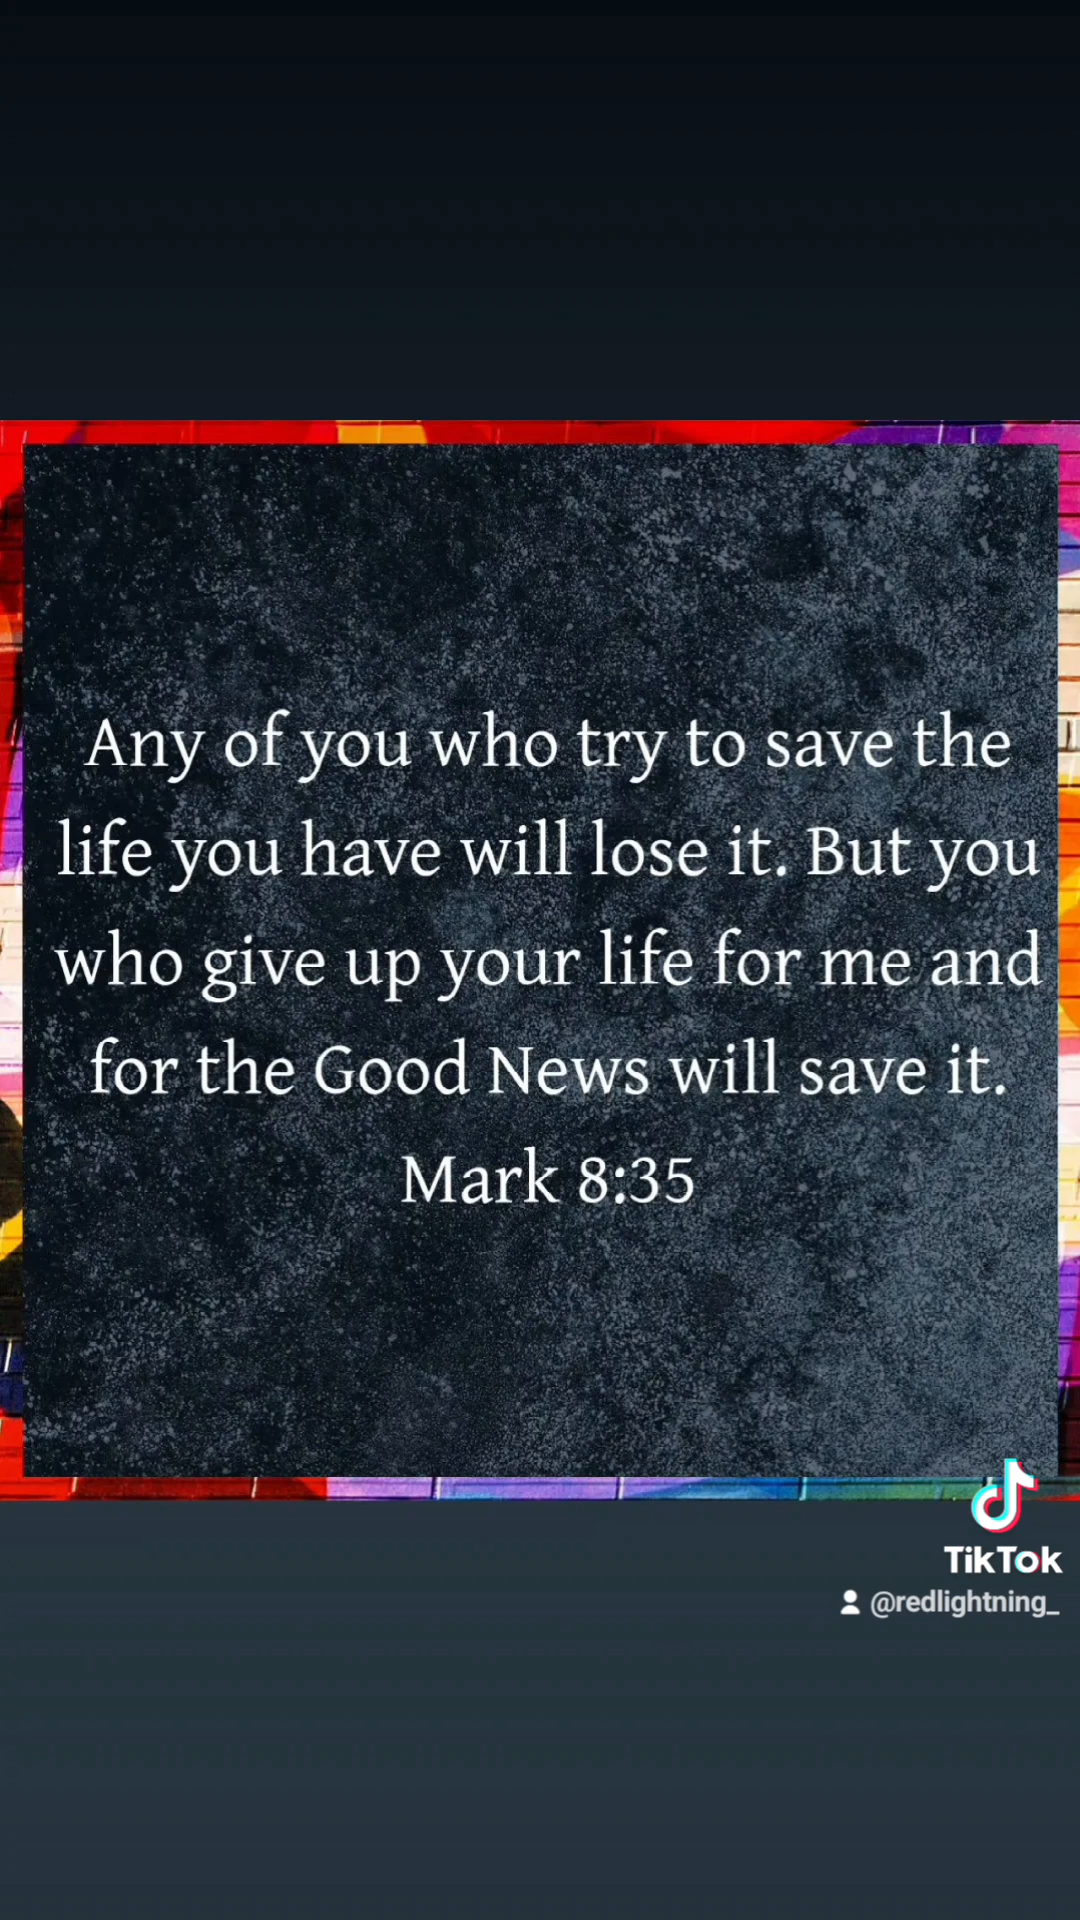 Any of you who try to save the
life you have will lose it. But you
who give up your life for me and
for the Good News will save it.
Mark 8:35
TikTok
@redlightning_